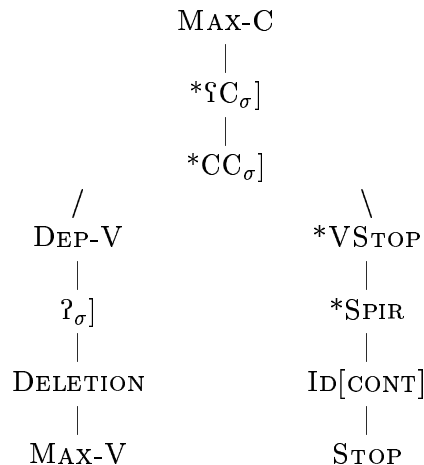 MAX-C
*ʕC_σ]
*CC_σ]
DEP-V *VSTOP
ʔ_σ] *SPIR
DELETION ID[CONT]
MAX-V STOP